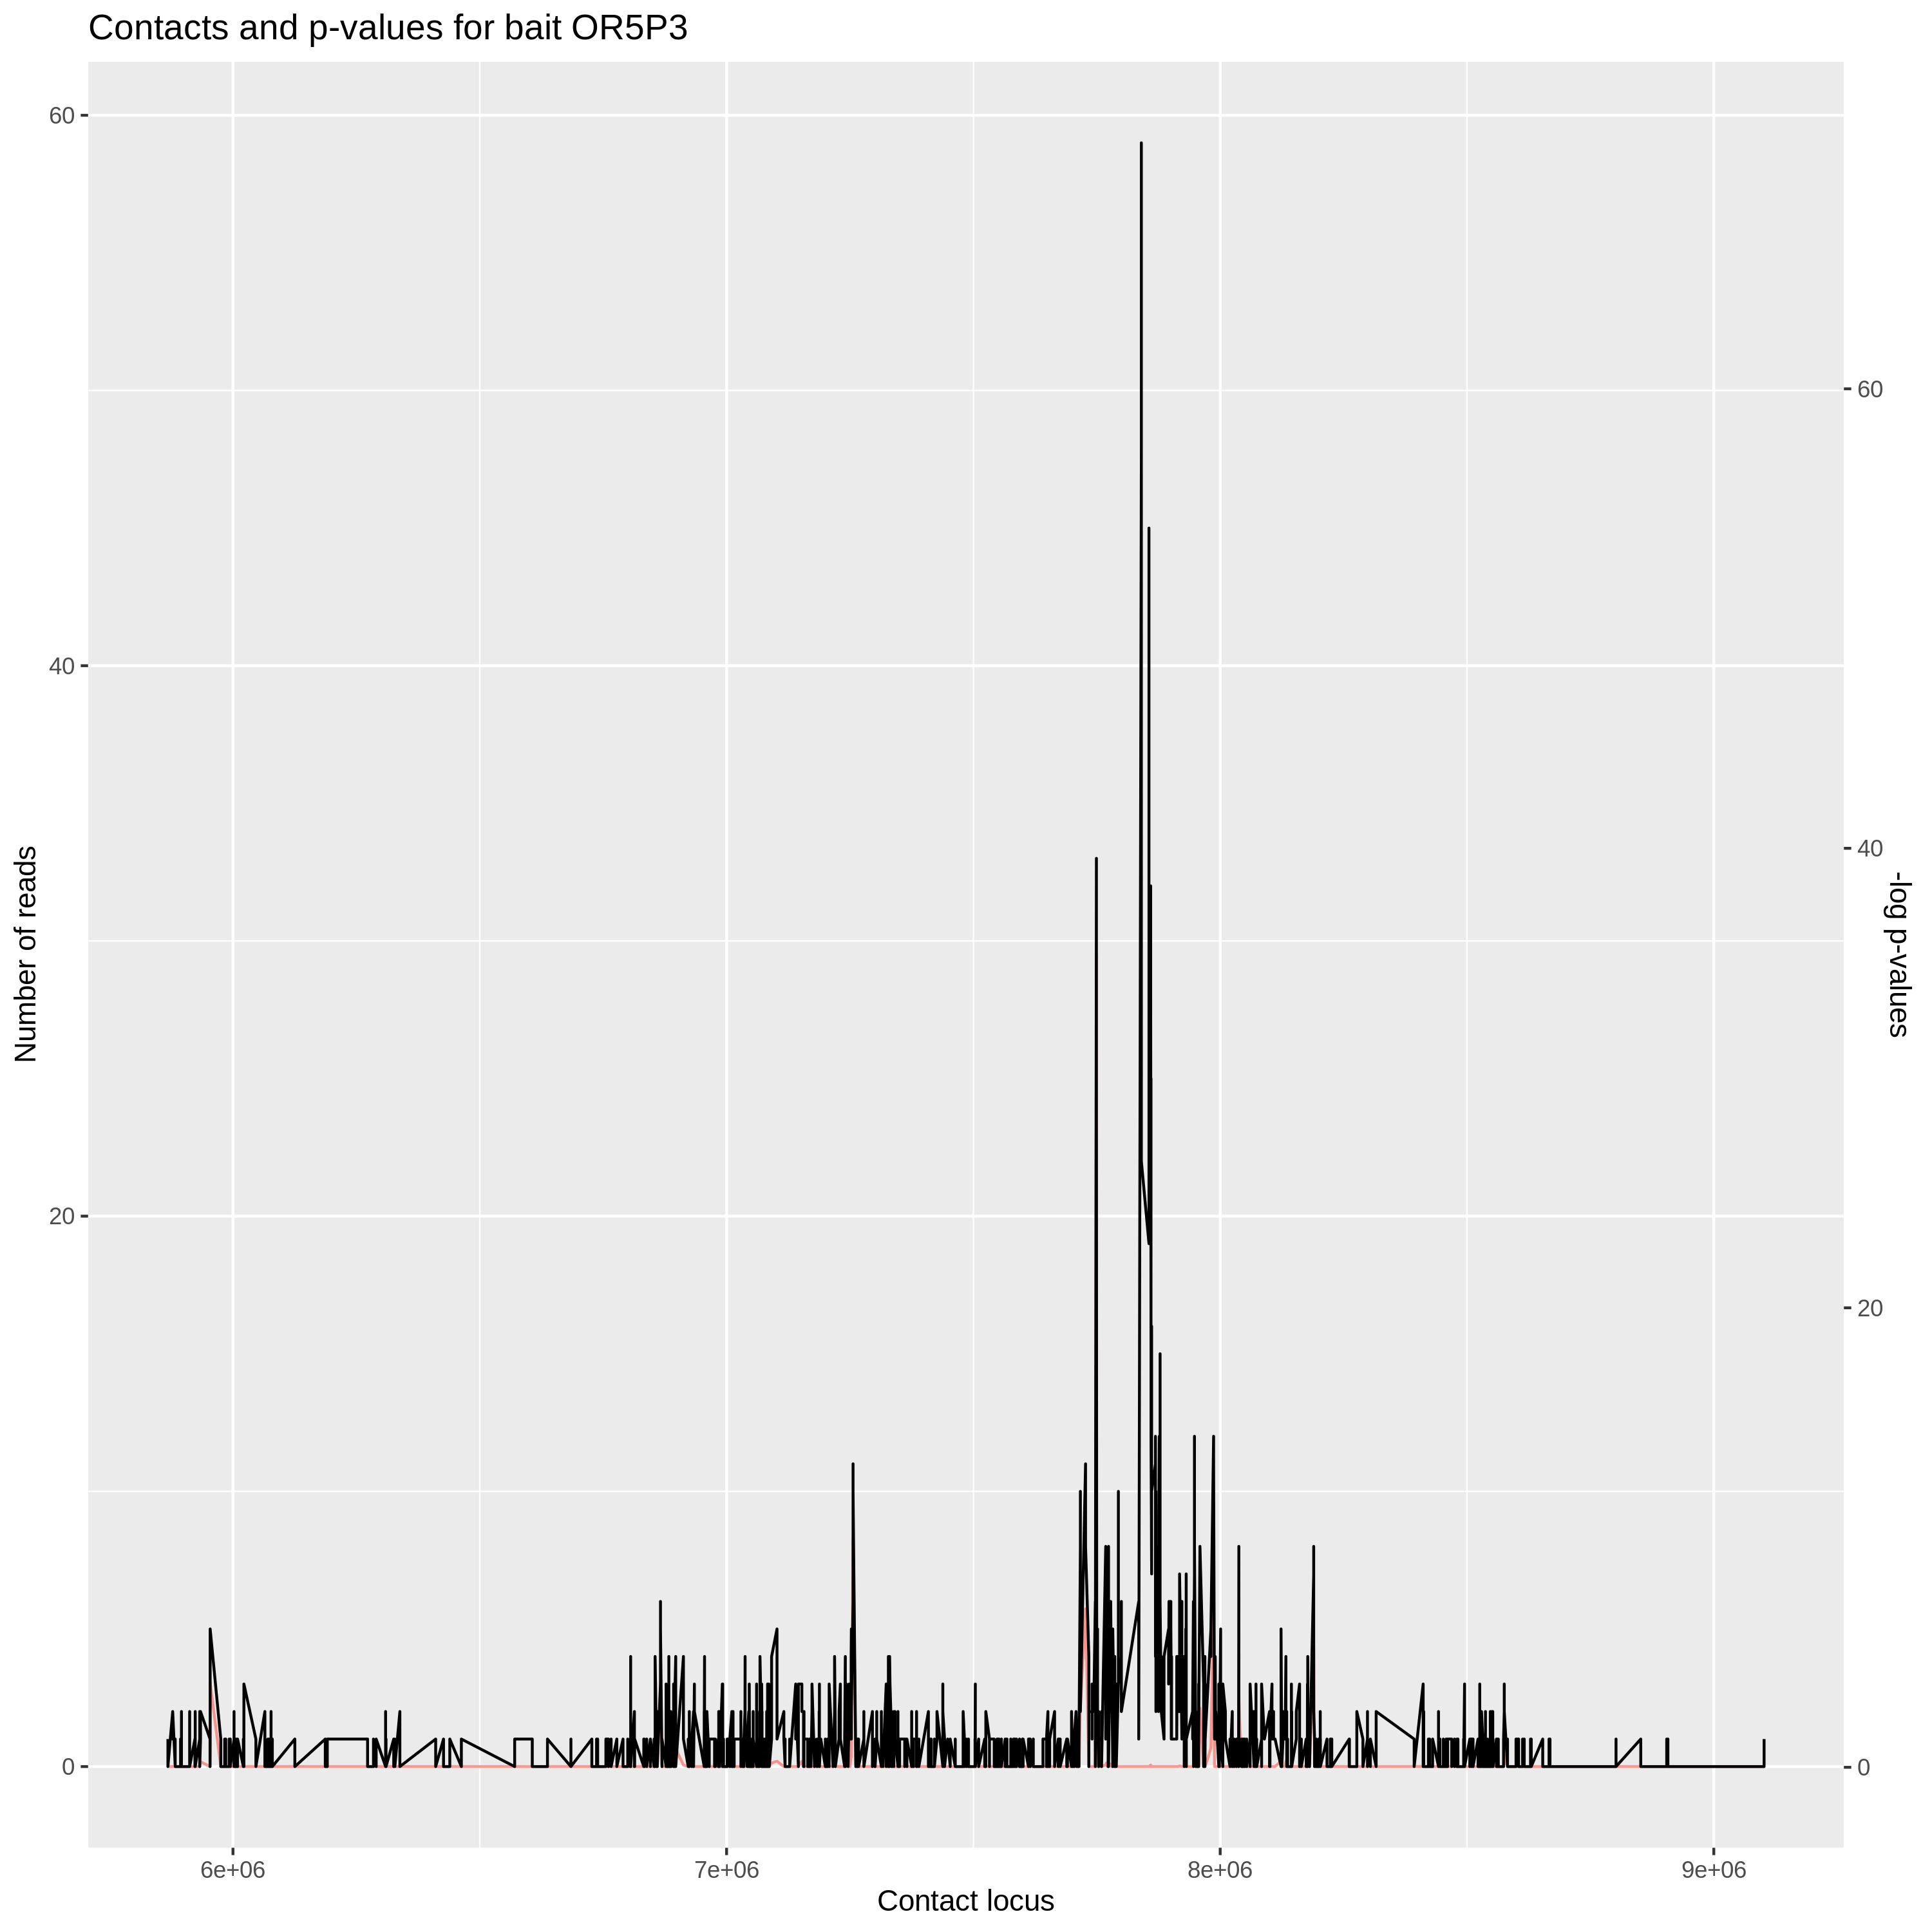 Contacts and p-values for bait OR5P3
60
40
20
0
60
40
20
0
Number of reads
-log p-values
6e+06 7e+06 8e+06 9e+06
Contact locus